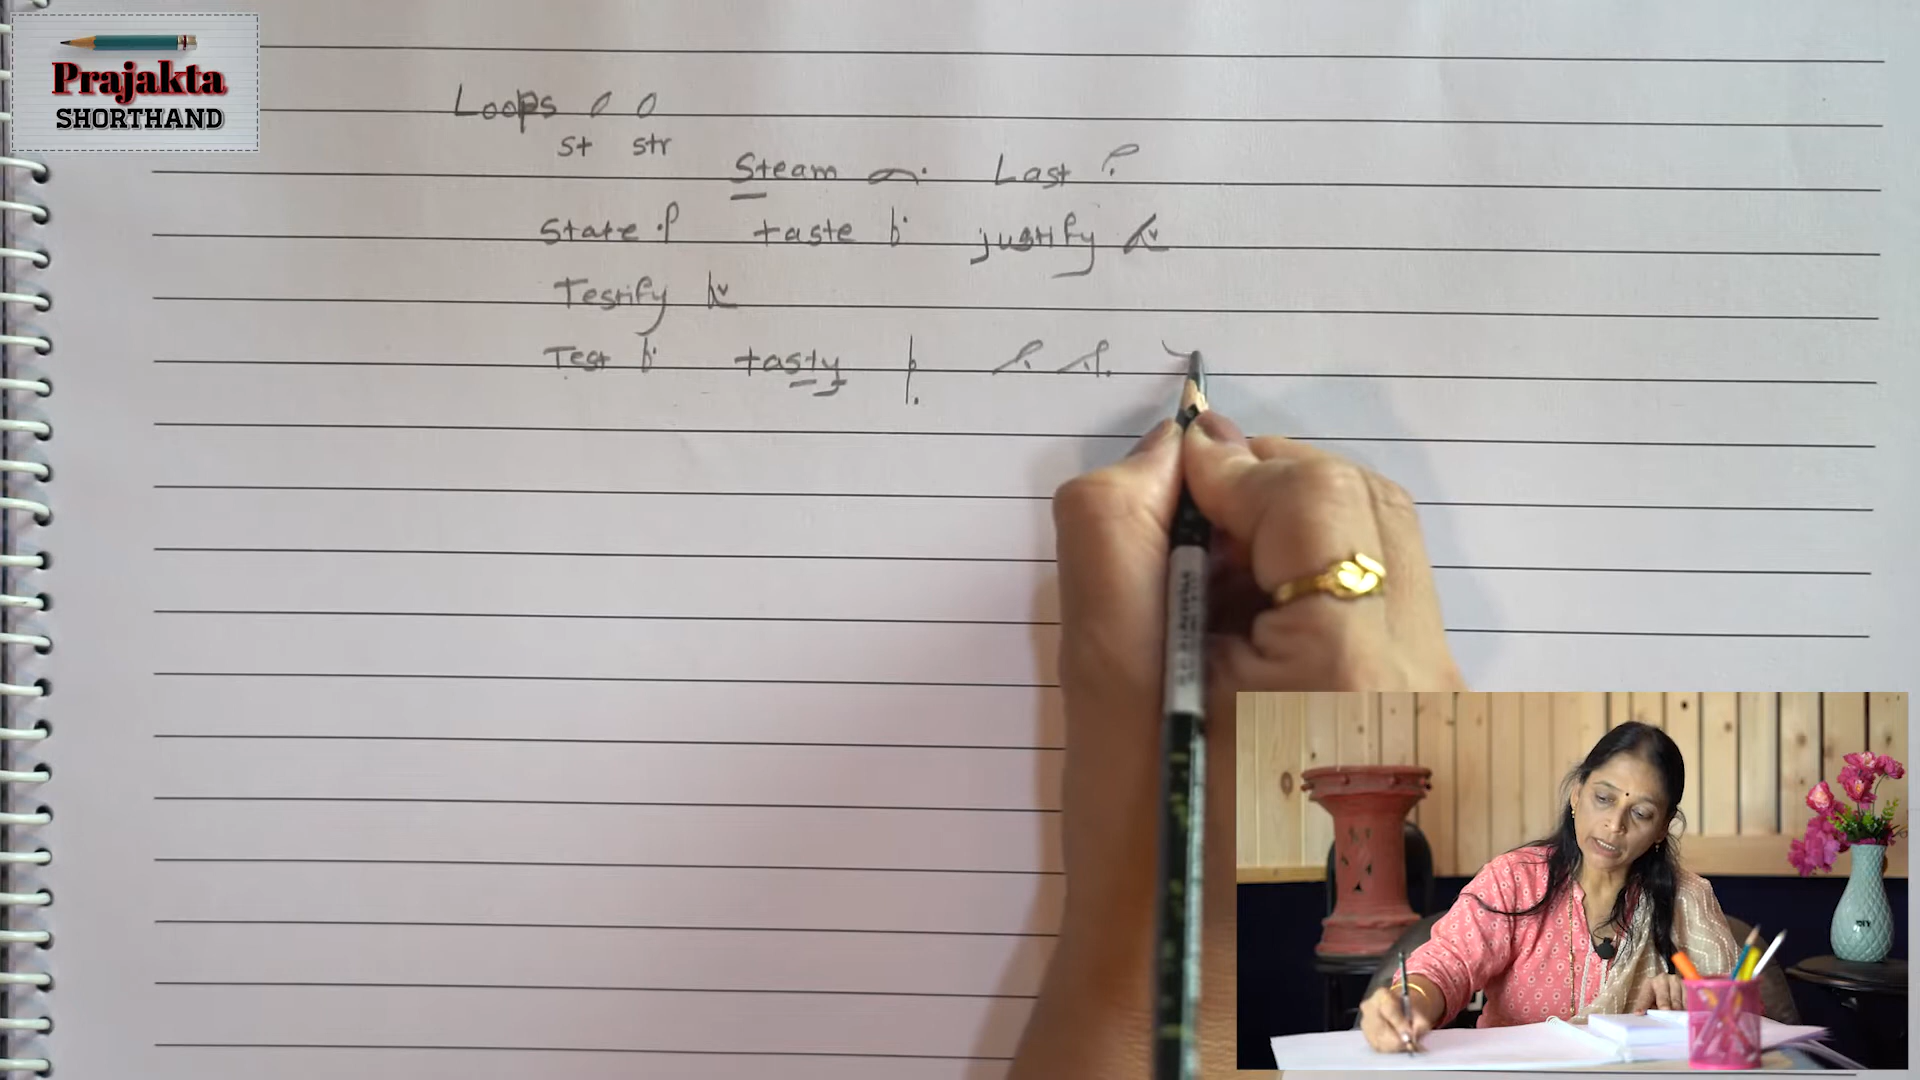 Prajakta
SHORTHAND
Loops
st str
Steam Last
State taste justify
Testify
Test tasty